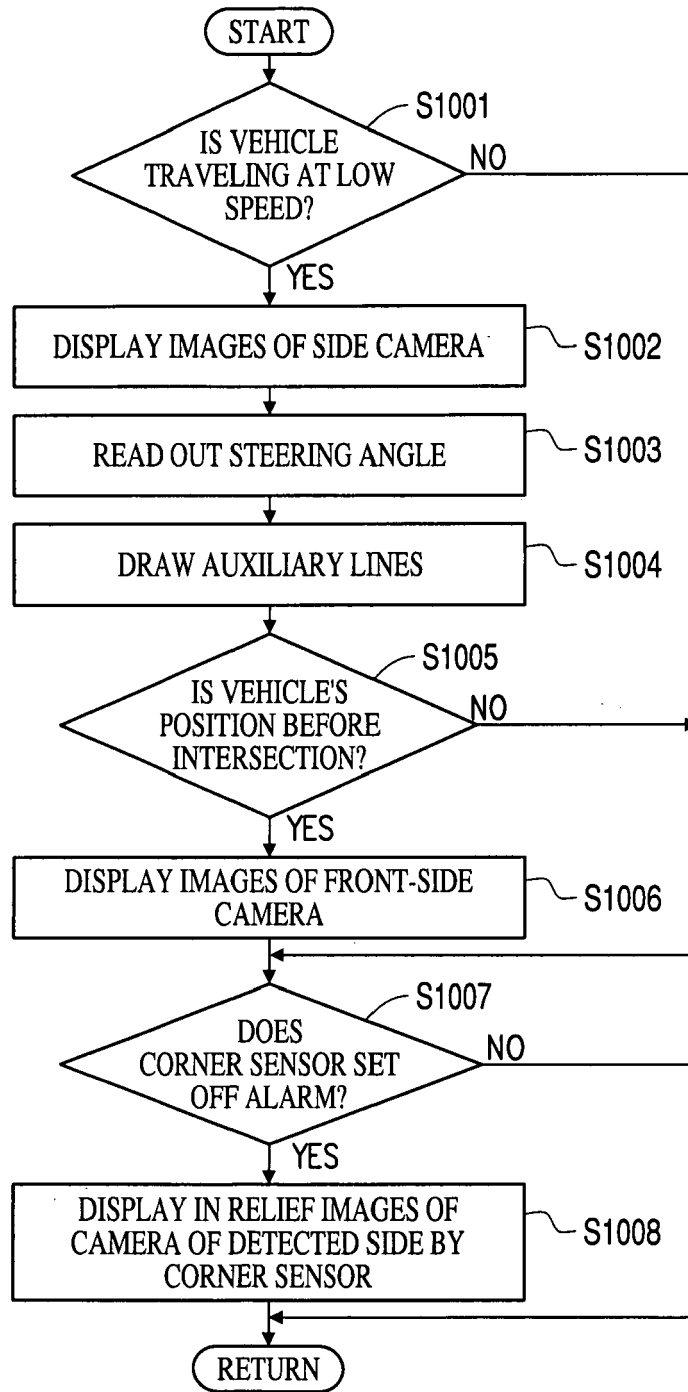 START
S1001
IS VEHICLE
TRAVELING AT LOW
SPEED?
NO
YES
DISPLAY IMAGES OF SIDE CAMERA
S1002
READ OUT STEERING ANGLE
S1003
DRAW AUXILIARY LINES
S1004
S1005
IS VEHICLE'S
POSITION BEFORE
INTERSECTION?
NO
YES
DISPLAY IMAGES OF FRONT-SIDE
CAMERA
S1006
S1007
DOES
CORNER SENSOR SET
OFF ALARM?
NO
YES
DISPLAY IN RELIEF IMAGES OF
CAMERA OF DETECTED SIDE BY
CORNER SENSOR
S1008
RETURN